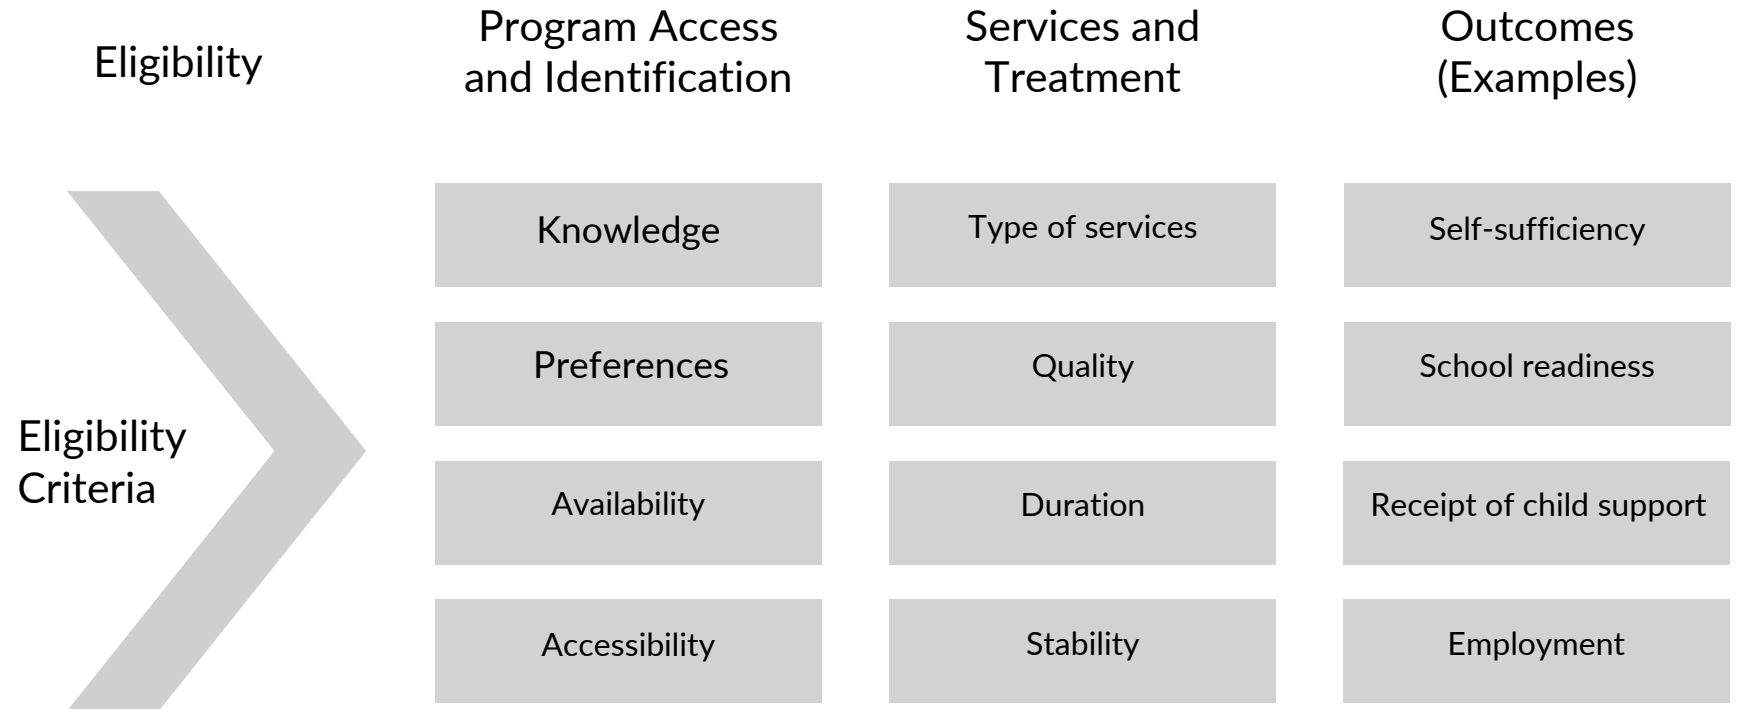 Eligibility
Program Access
and Identification
Services and
Treatment
Outcomes
(Examples)
Eligibility
Criteria
Knowledge
Preferences
Availability
Accessibility
Type of services
Quality
Duration
Stability
Self-sufficiency
School readiness
Receipt of child support
Employment